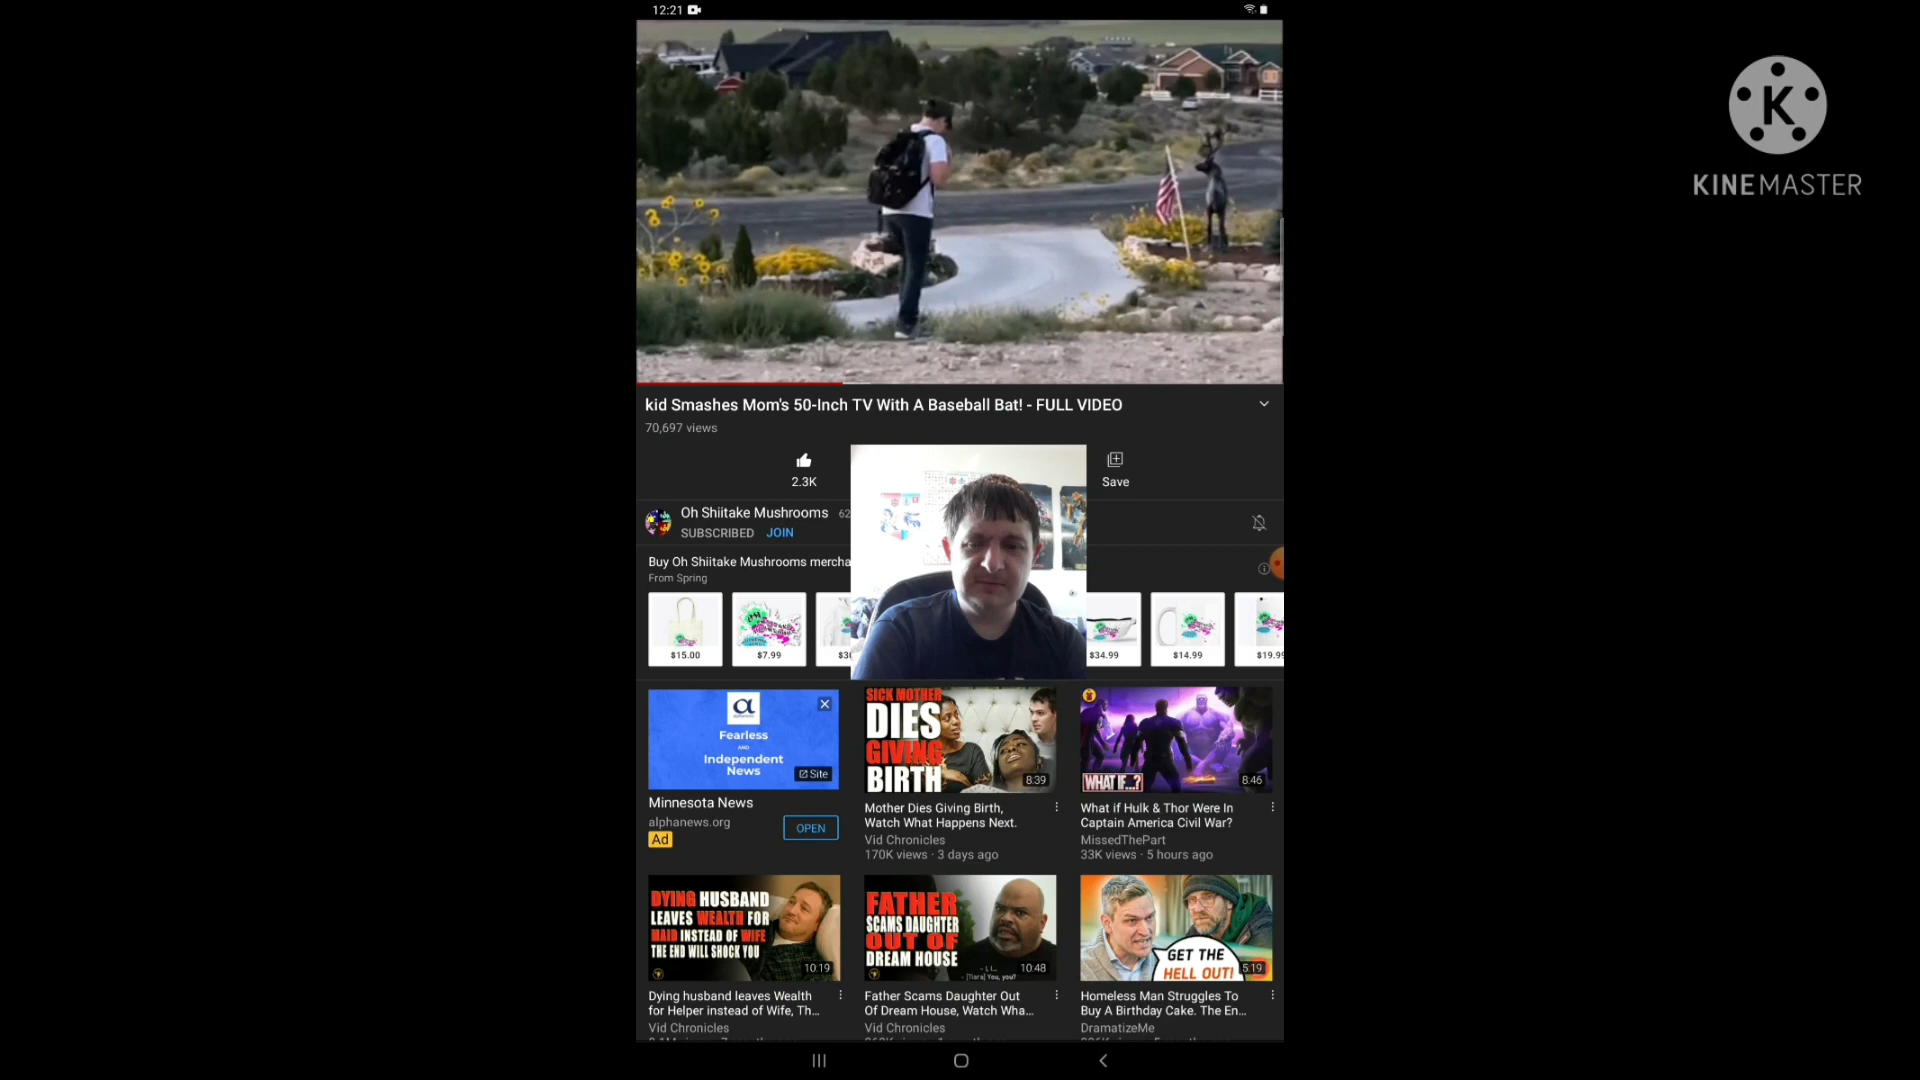 12:21
K
KINEMASTER
kid Smashes Mom's 50-Inch TV With A Baseball Bat! - FULL VIDEO
70,697 views
2.3K
Save
Oh Shiitake Mushrooms 62
SUBSCRIBED JOIN
Buy Oh Shiitake Mushrooms mercha
From Spring
$15.00
$7.99
$34.99
$14.99
$19.99
α
Fearless
AND
Independent
News
Site
Minnesota News
alphanews.org
Ad
OPEN
SICK MOTHER
DIES
GIVING
BIRTH
8:39
Mother Dies Giving Birth,
Watch What Happens Next.
Vid Chronicles
170K views · 3 days ago
WHAT IF...?
8:46
What if Hulk & Thor Were In
Captain America Civil War?
MissedThePart
33K views · 5 hours ago
DYING HUSBAND
LEAVES WEALTH FOR
MAID INSTEAD OF WIFE
THE END WILL SHOCK YOU
10:19
Dying husband leaves Wealth
for Helper instead of Wife, Th...
Vid Chronicles
FATHER
SCAMS DAUGHTER
OUT OF
DREAM HOUSE
[Tiara] You, you?
10:48
Father Scams Daughter Out
Of Dream House, Watch Wha...
Vid Chronicles
GET THE
HELL OUT!
5:19
Homeless Man Struggles To
Buy A Birthday Cake. The En...
DramatizeMe